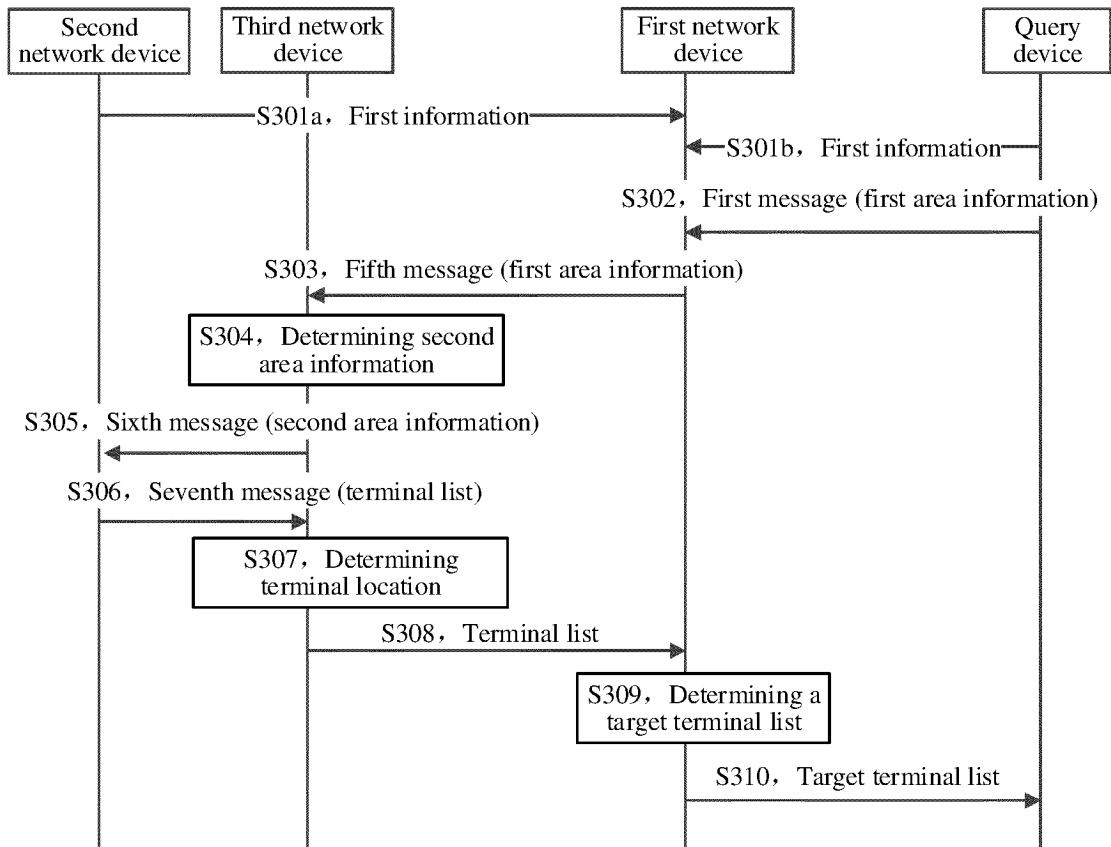 Second
network device
Third network
device
First network
device
Query
device
S301a, First information
S301b, First information
S302, First message (first area information)
S303, Fifth message (first area information)
S304, Determining second
area information
S305, Sixth message (second area information)
S306, Seventh message (terminal list)
S307, Determining
terminal location
S308, Terminal list
S309, Determining a
target terminal list
S310, Target terminal list